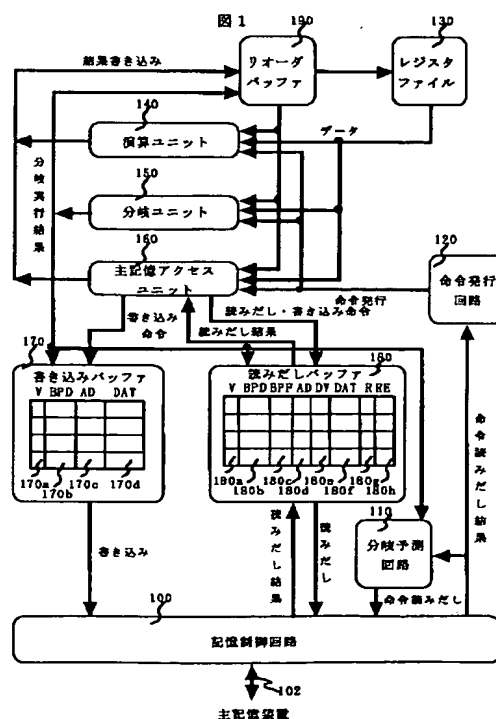 図1
190
リオーダ
バッファ
130
レジスタ
ファイル
結果書き込み
140
演算ユニット
データ
分岐実行結果
150
分岐ユニット
160
主記憶アクセス
ユニット
120
命令発行
回路
命令発行
書き込み
命令
読みだし・書き込み命令
読みだし結果
170
書き込みバッファ
V BPD AD DAT
170a
170b
170c
170d
180
読みだしバッファ
V BPD BPP AD DV DAT R RE
180a
180b
180c
180d
180e
180f
180g
180h
命令読みだし結果
書き込み
読みだし結果
読みだし
110
分岐予測
回路
命令読みだし
100
記憶制御回路
102
主記憶装置